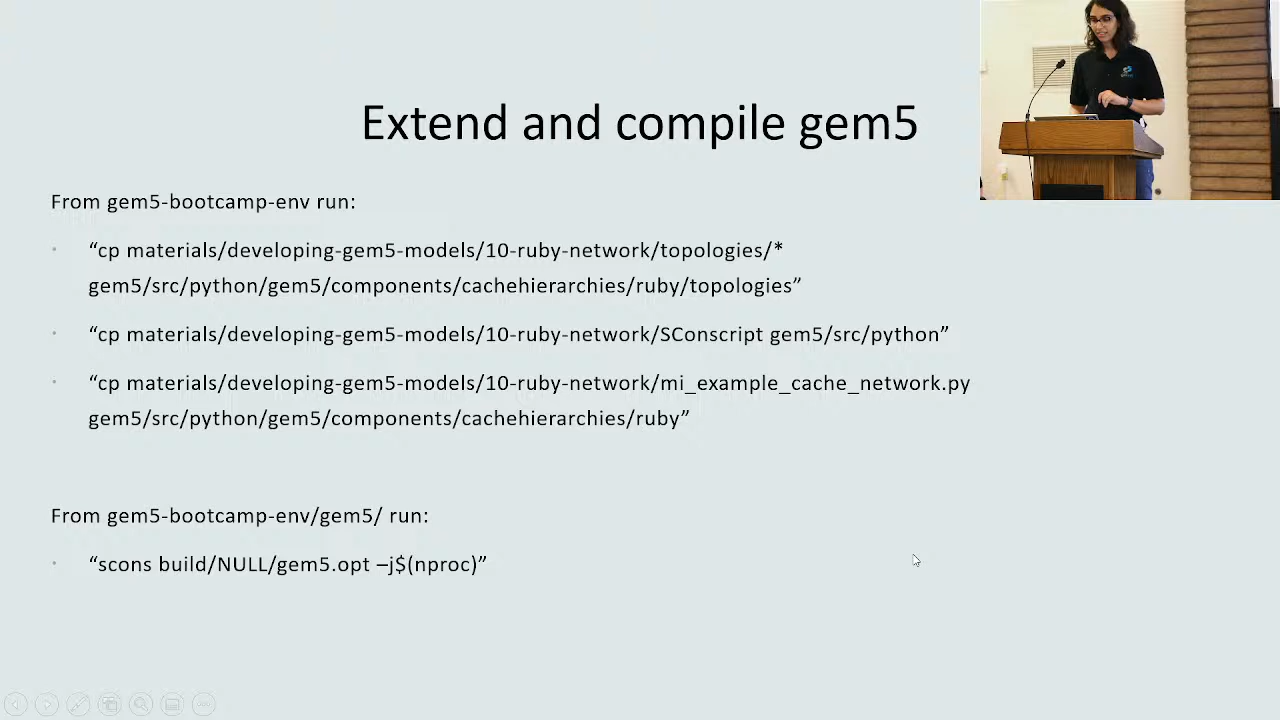 Extend and compile gem5
From gem5-bootcamp-env run:
“cp materials/developing-gem5-models/10-ruby-network/topologies/*
gem5/src/python/gem5/components/cachehierarchies/ruby/topologies”
“cp materials/developing-gem5-models/10-ruby-network/SConscript gem5/src/python”
“cp materials/developing-gem5-models/10-ruby-network/mi_example_cache_network.py
gem5/src/python/gem5/components/cachehierarchies/ruby”
From gem5-bootcamp-env/gem5/ run:
“scons build/NULL/gem5.opt –j$(nproc)”